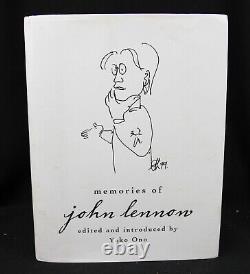 memories of
john lennon
edited and introduced by
Yoko Ono